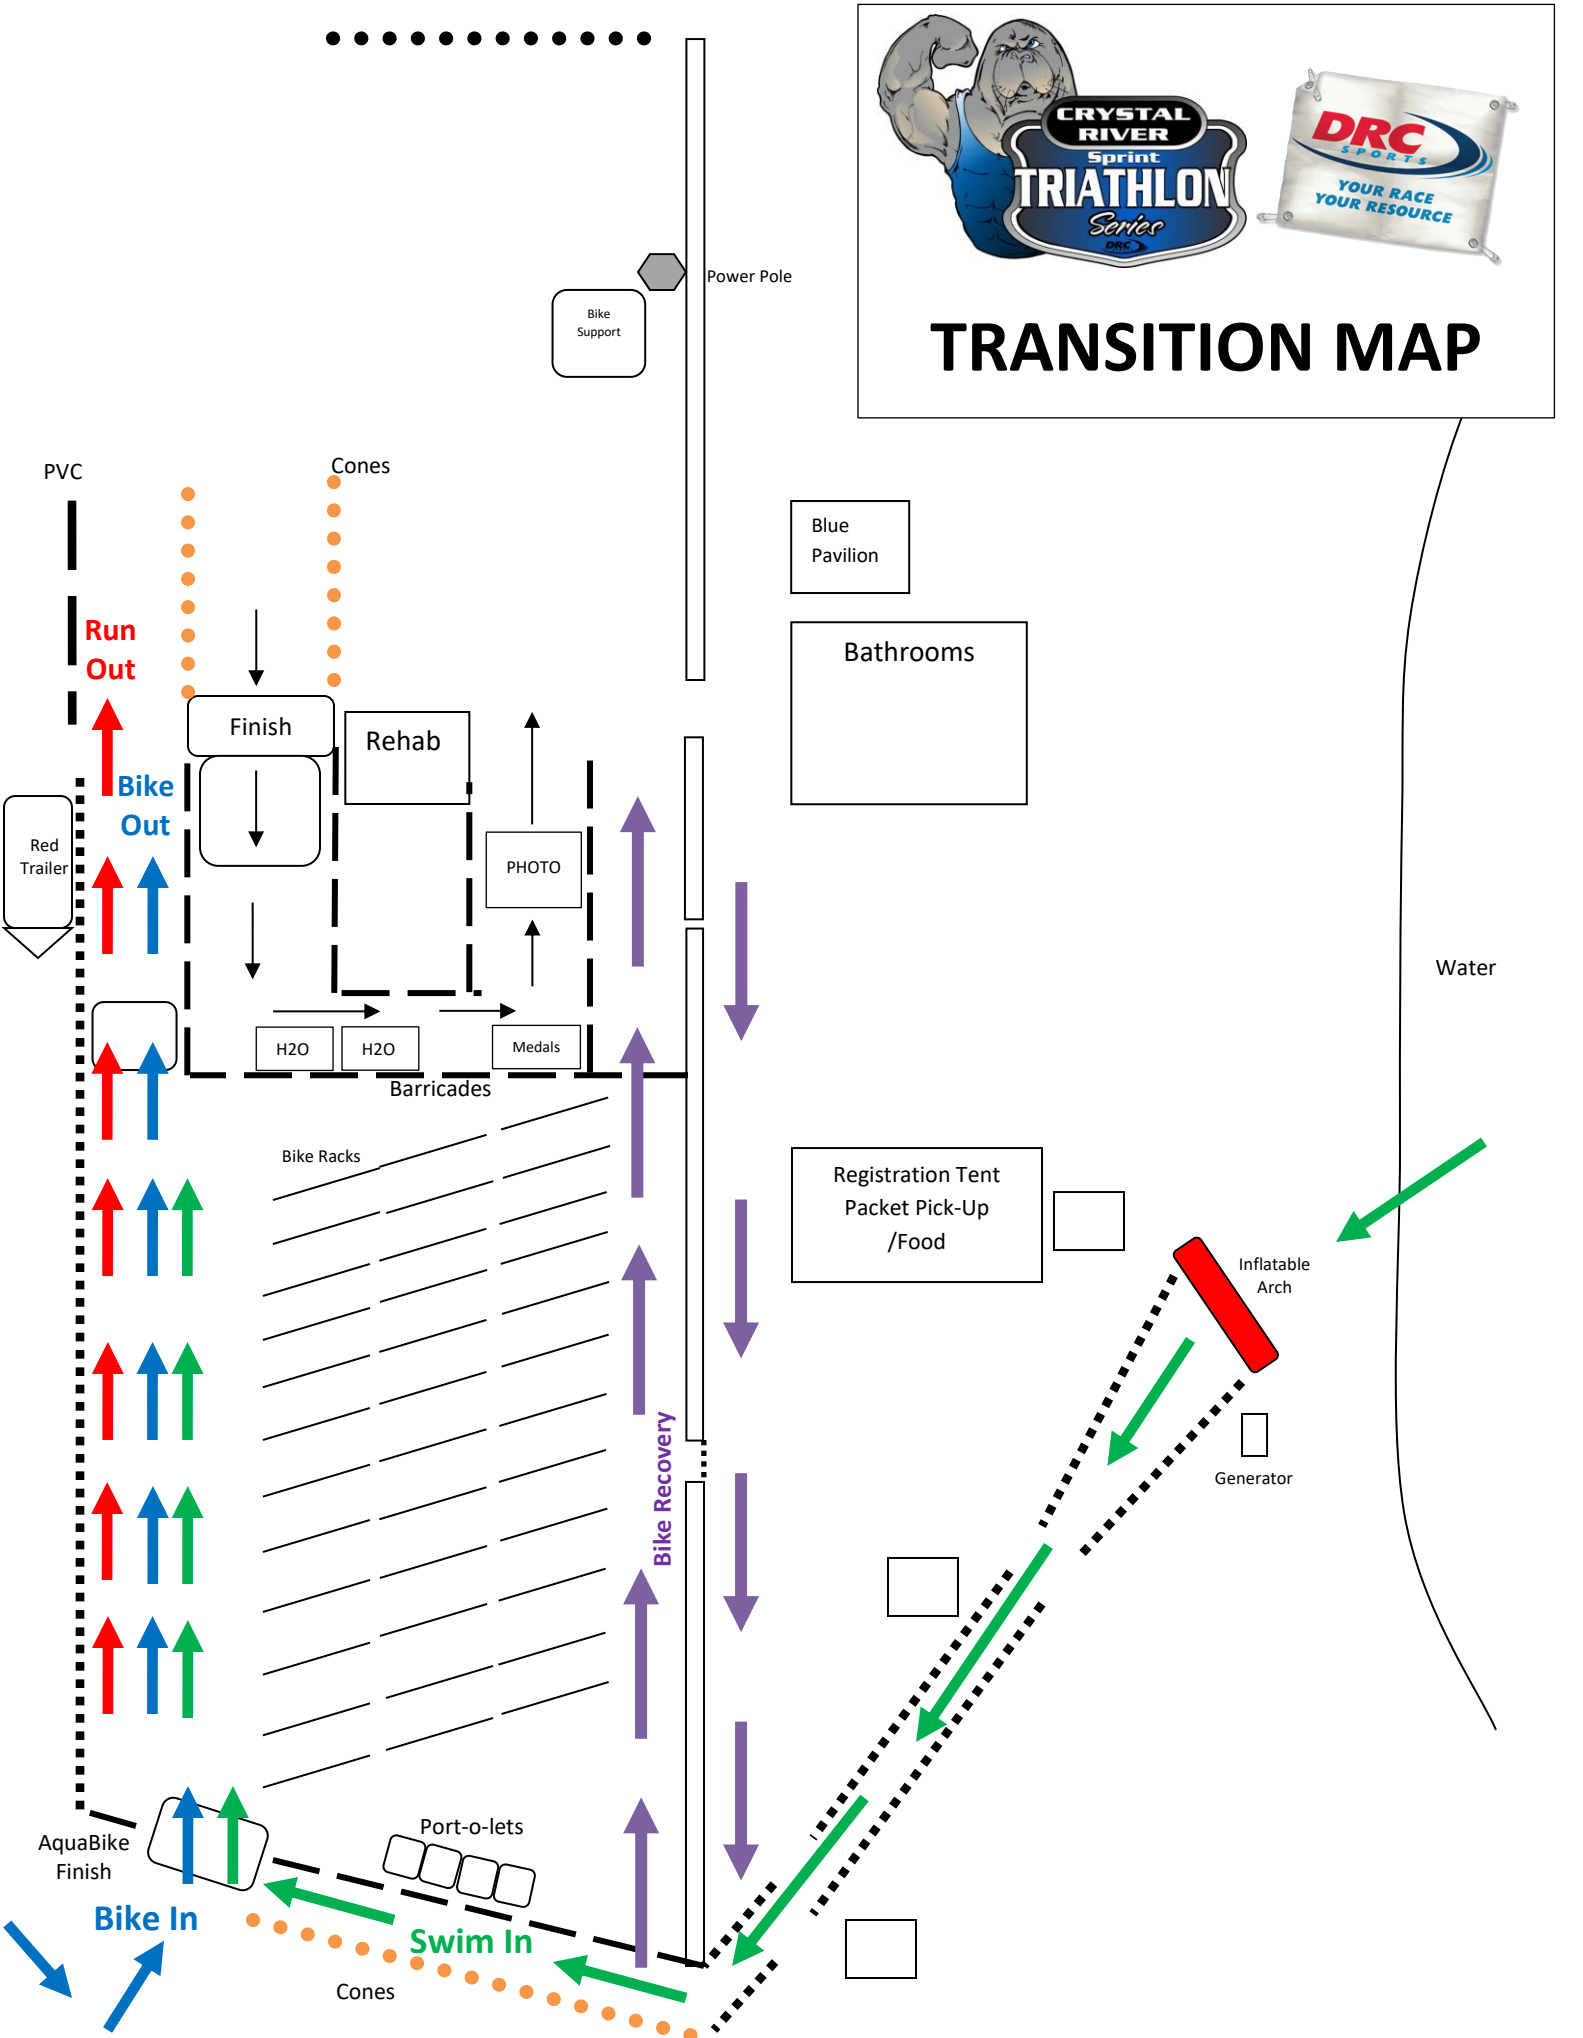 CRYSTAL
RIVER
Sprint
TRIATHLON
Series
DRC
DRC
SPORTS
YOUR RACE
YOUR RESOURCE
TRANSITION MAP
Power Pole
Bike
Support
PVC
Cones
Blue
Pavilion
Run
Out
Bathrooms
Finish
Rehab
Bike
Out
Red
Trailer
PHOTO
Water
H2O
H2O
Medals
Barricades
Bike Racks
Registration Tent
Packet Pick-Up
/Food
Inflatable
Arch
Generator
Bike Recovery
Port-o-lets
AquaBike
Finish
Bike In
Swim In
Cones